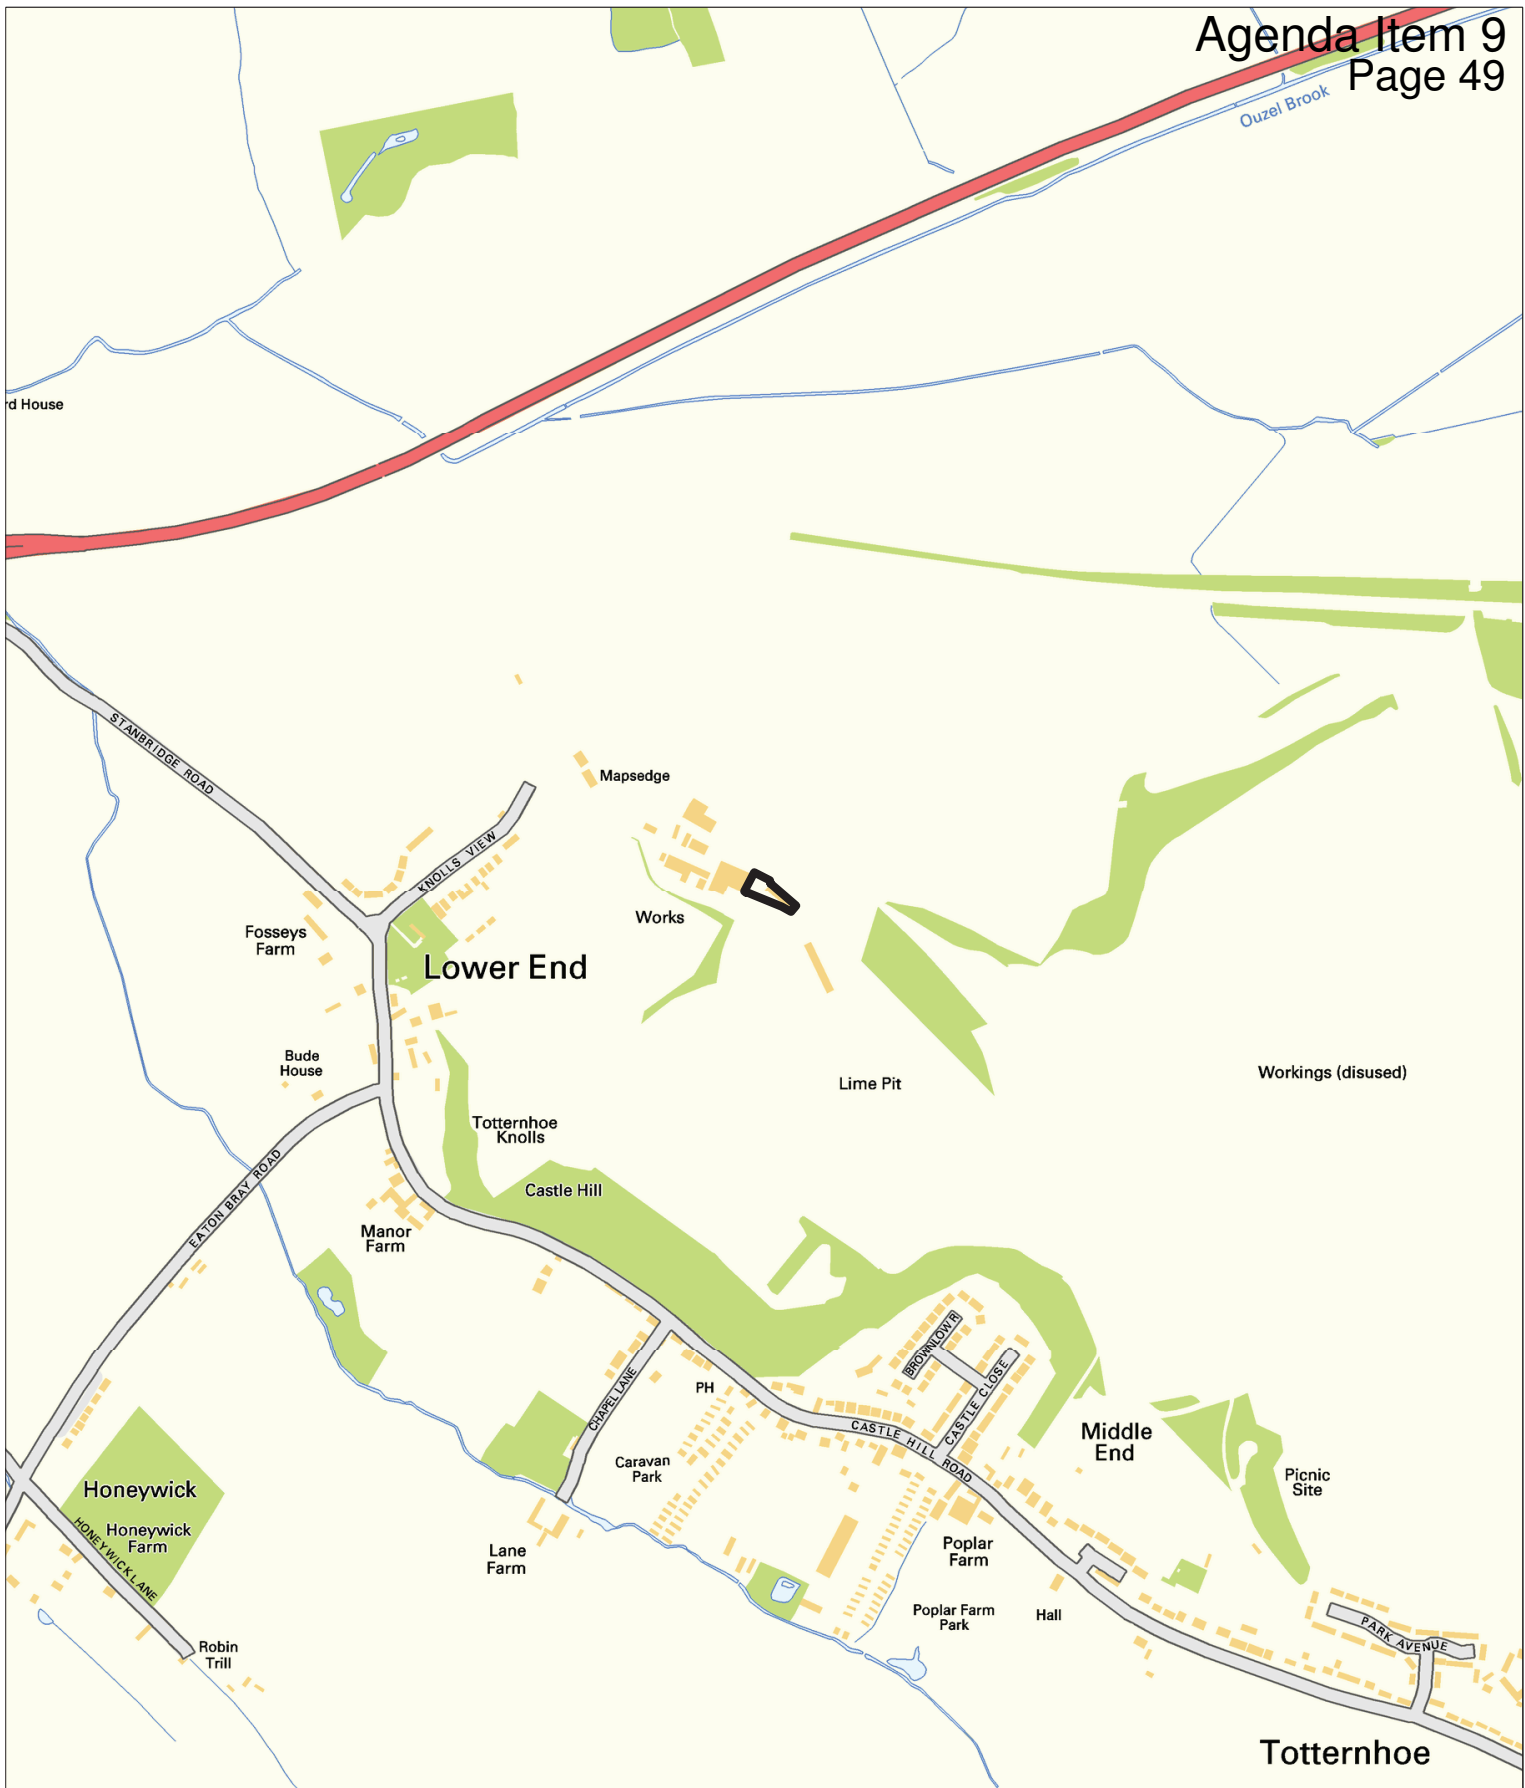 Agenda Item 9
Page 49
Ouzel Brook
rd House
STANBRIDGE ROAD
Mapsedge
KNOLLS VIEW
Works
Fosseys
Farm
Lower End
Bude
House
Lime Pit
Workings (disused)
Totternhoe
Knolls
EATON BRAY ROAD
Castle Hill
Manor
Farm
BROWNLOW R
CASTLE CLOSE
CHAPEL LANE
PH
CASTLE HILL ROAD
Middle
End
Caravan
Park
Picnic
Site
Honeywick
Honeywick
Farm
HONEYWICK LANE
Lane
Farm
Poplar
Farm
Poplar Farm
Park
Hall
PARK AVENUE
Robin
Trill
Totternhoe